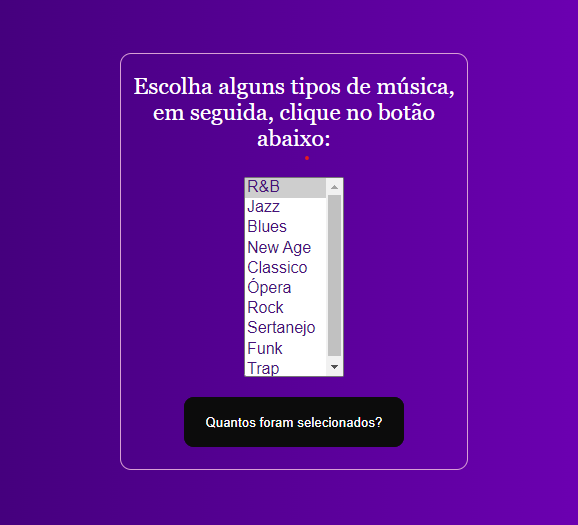 Escolha alguns tipos de música,
em seguida, clique no botão
abaixo:
R&B
Jazz
Blues
New Age
Classico
Ópera
Rock
Sertanejo
Funk
Trap
Quantos foram selecionados?